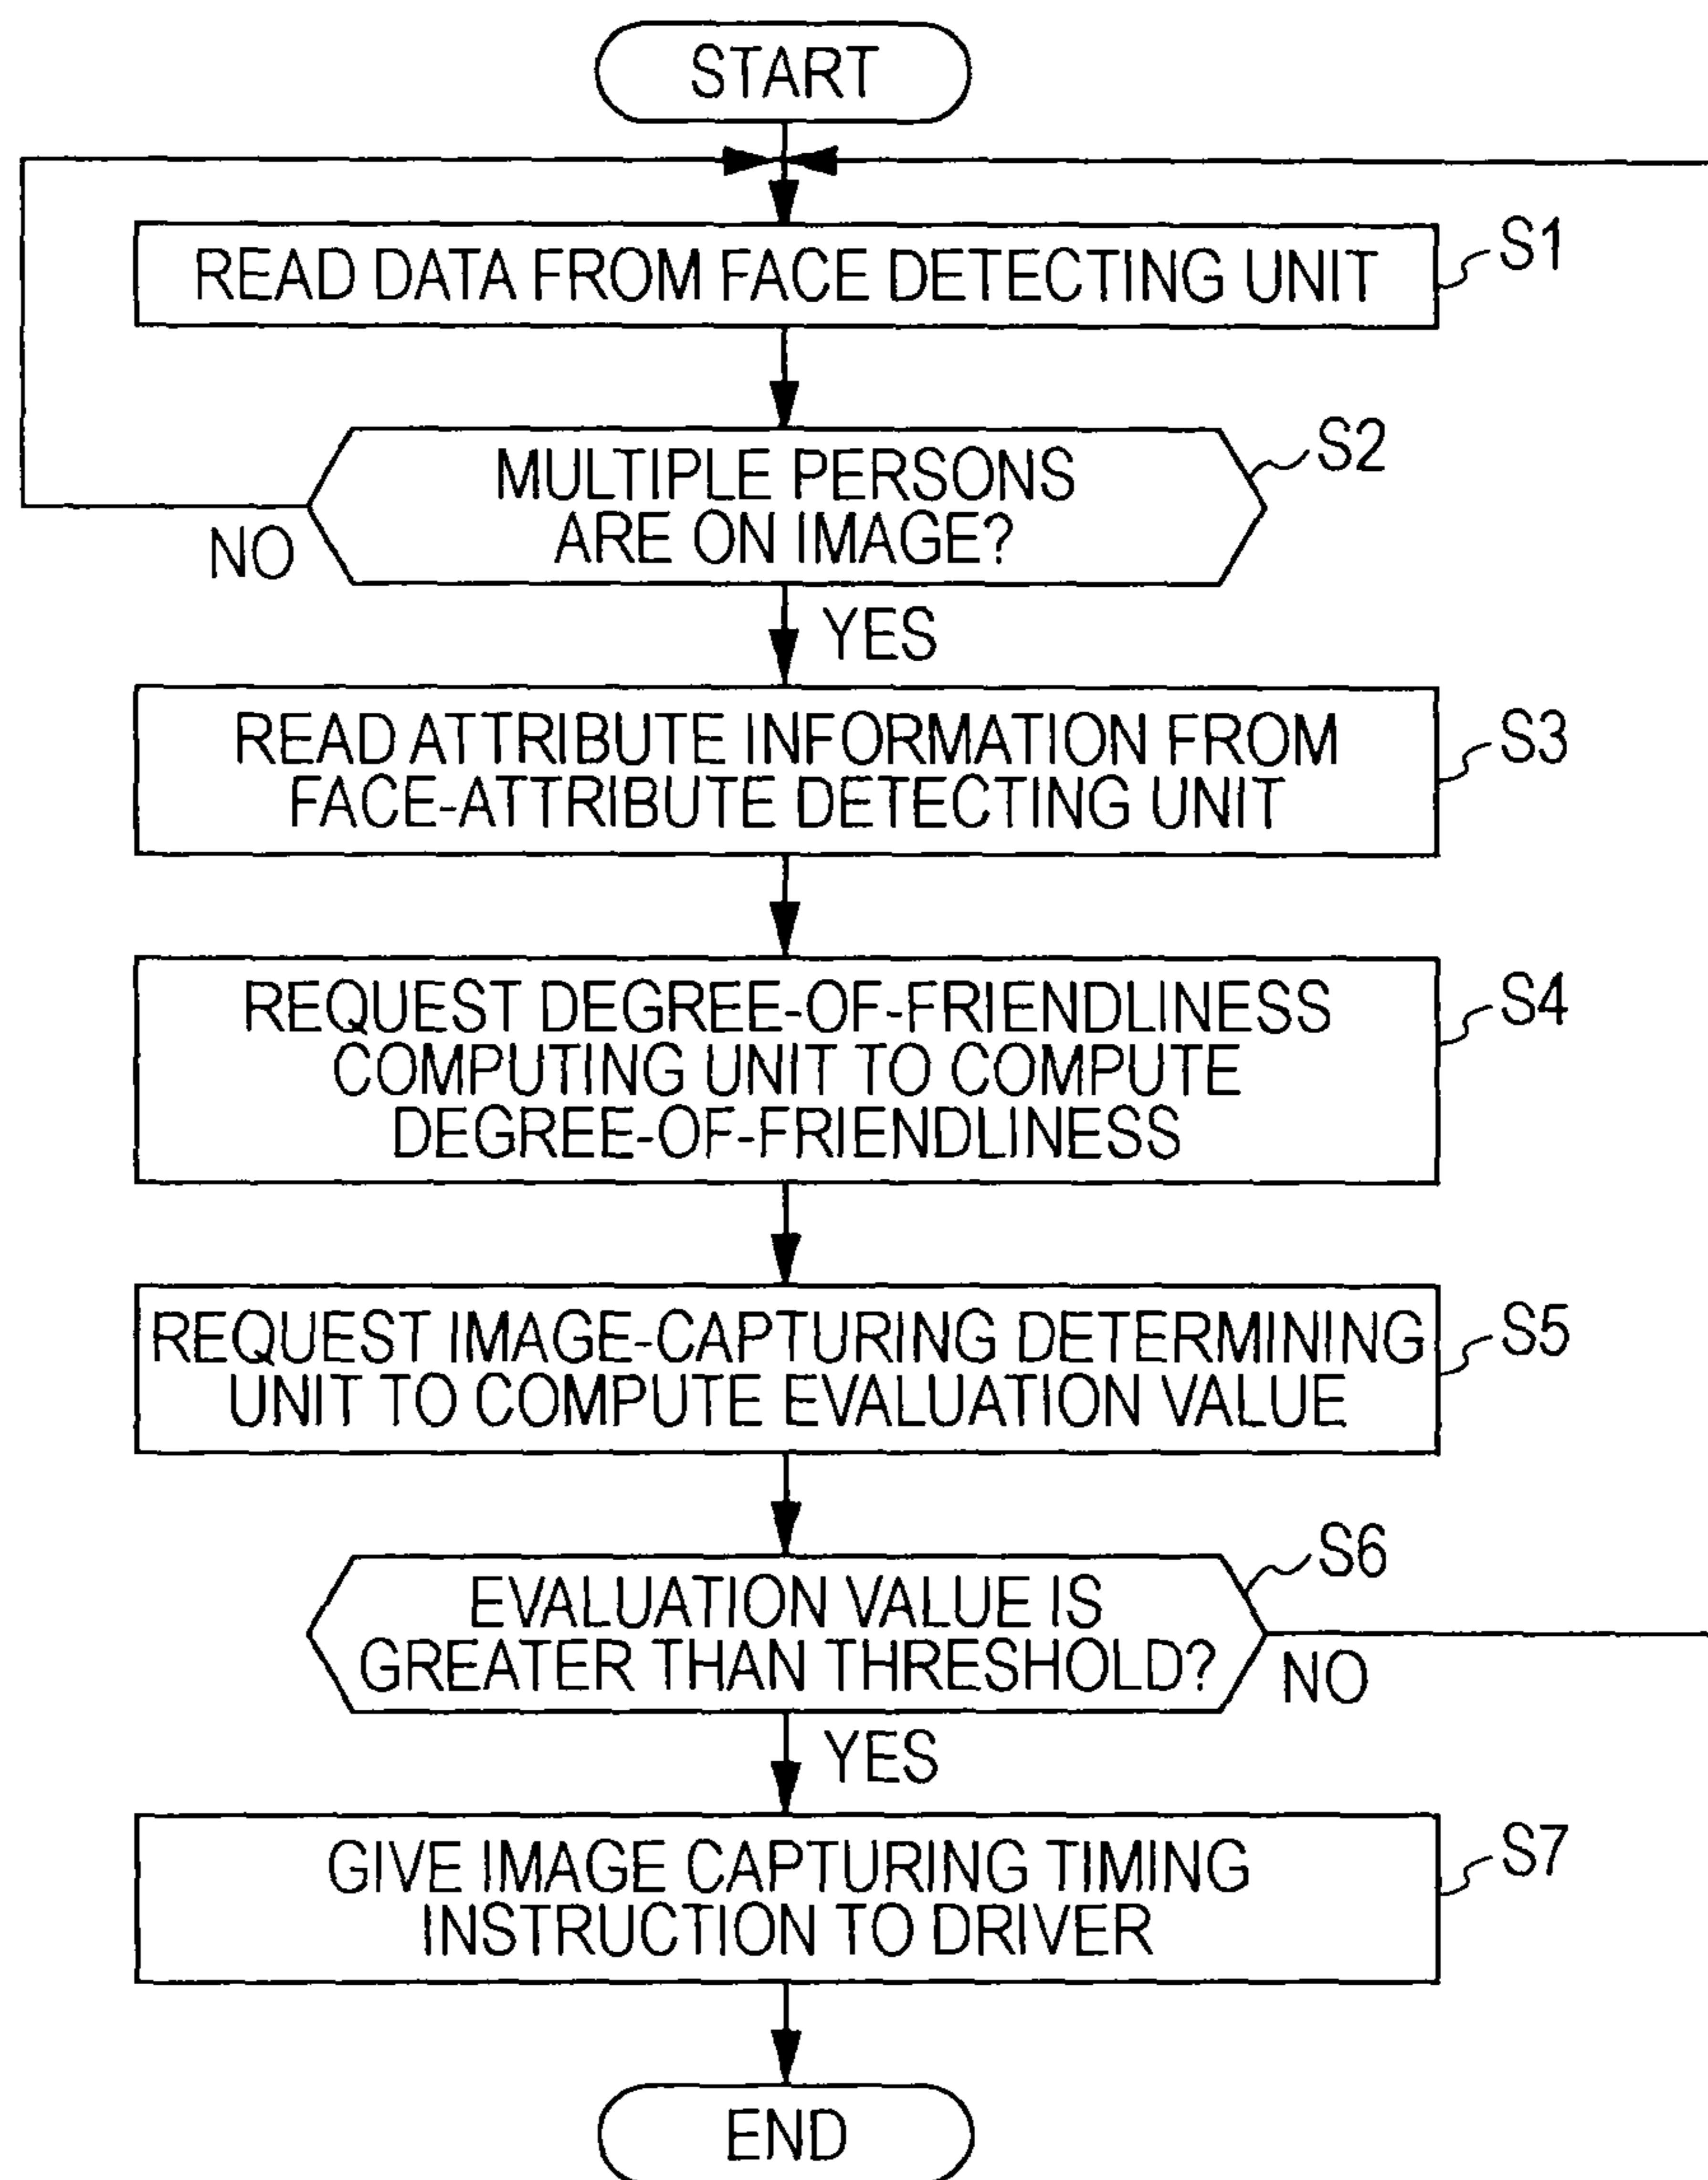 START
READ DATA FROM FACE DETECTING UNIT
S1
MULTIPLE PERSONS
ARE ON IMAGE?
S2
NO
YES
READ ATTRIBUTE INFORMATION FROM
FACE-ATTRIBUTE DETECTING UNIT
S3
REQUEST DEGREE-OF-FRIENDLINESS
COMPUTING UNIT TO COMPUTE
DEGREE-OF-FRIENDLINESS
S4
REQUEST IMAGE-CAPTURING DETERMINING
UNIT TO COMPUTE EVALUATION VALUE
S5
EVALUATION VALUE IS
GREATER THAN THRESHOLD?
S6
NO
YES
GIVE IMAGE CAPTURING TIMING
INSTRUCTION TO DRIVER
S7
END